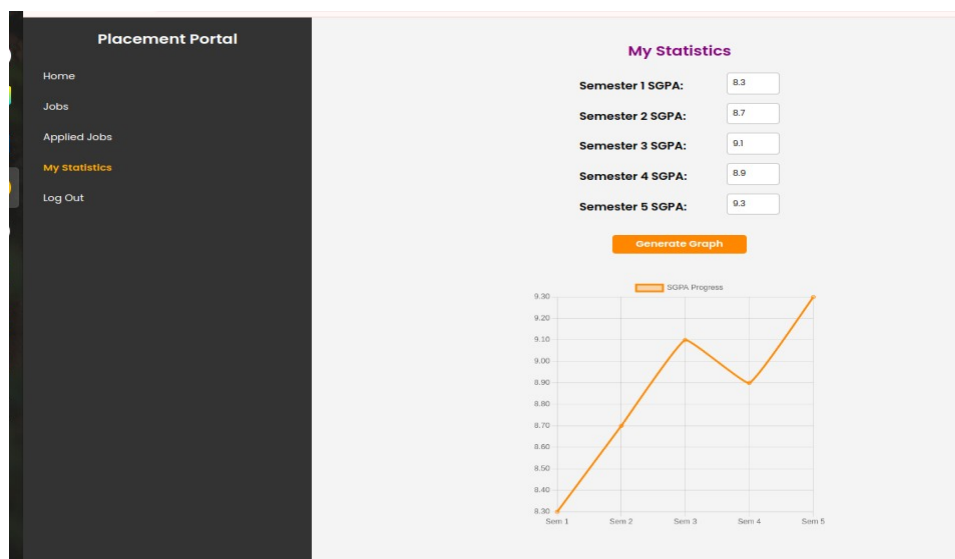 Placement Portal
Home
Jobs
Applied Jobs
My Statistics
Log Out
My Statistics
Semester 1 SGPA: 8.3
Semester 2 SGPA: 8.7
Semester 3 SGPA: 9.1
Semester 4 SGPA: 8.9
Semester 5 SGPA: 9.3
Generate Graph
SGPA Progress
9.30
9.20
9.10
9.00
8.90
8.80
8.70
8.60
8.50
8.40
8.30
Sem 1 Sem 2 Sem 3 Sem 4 Sem 5